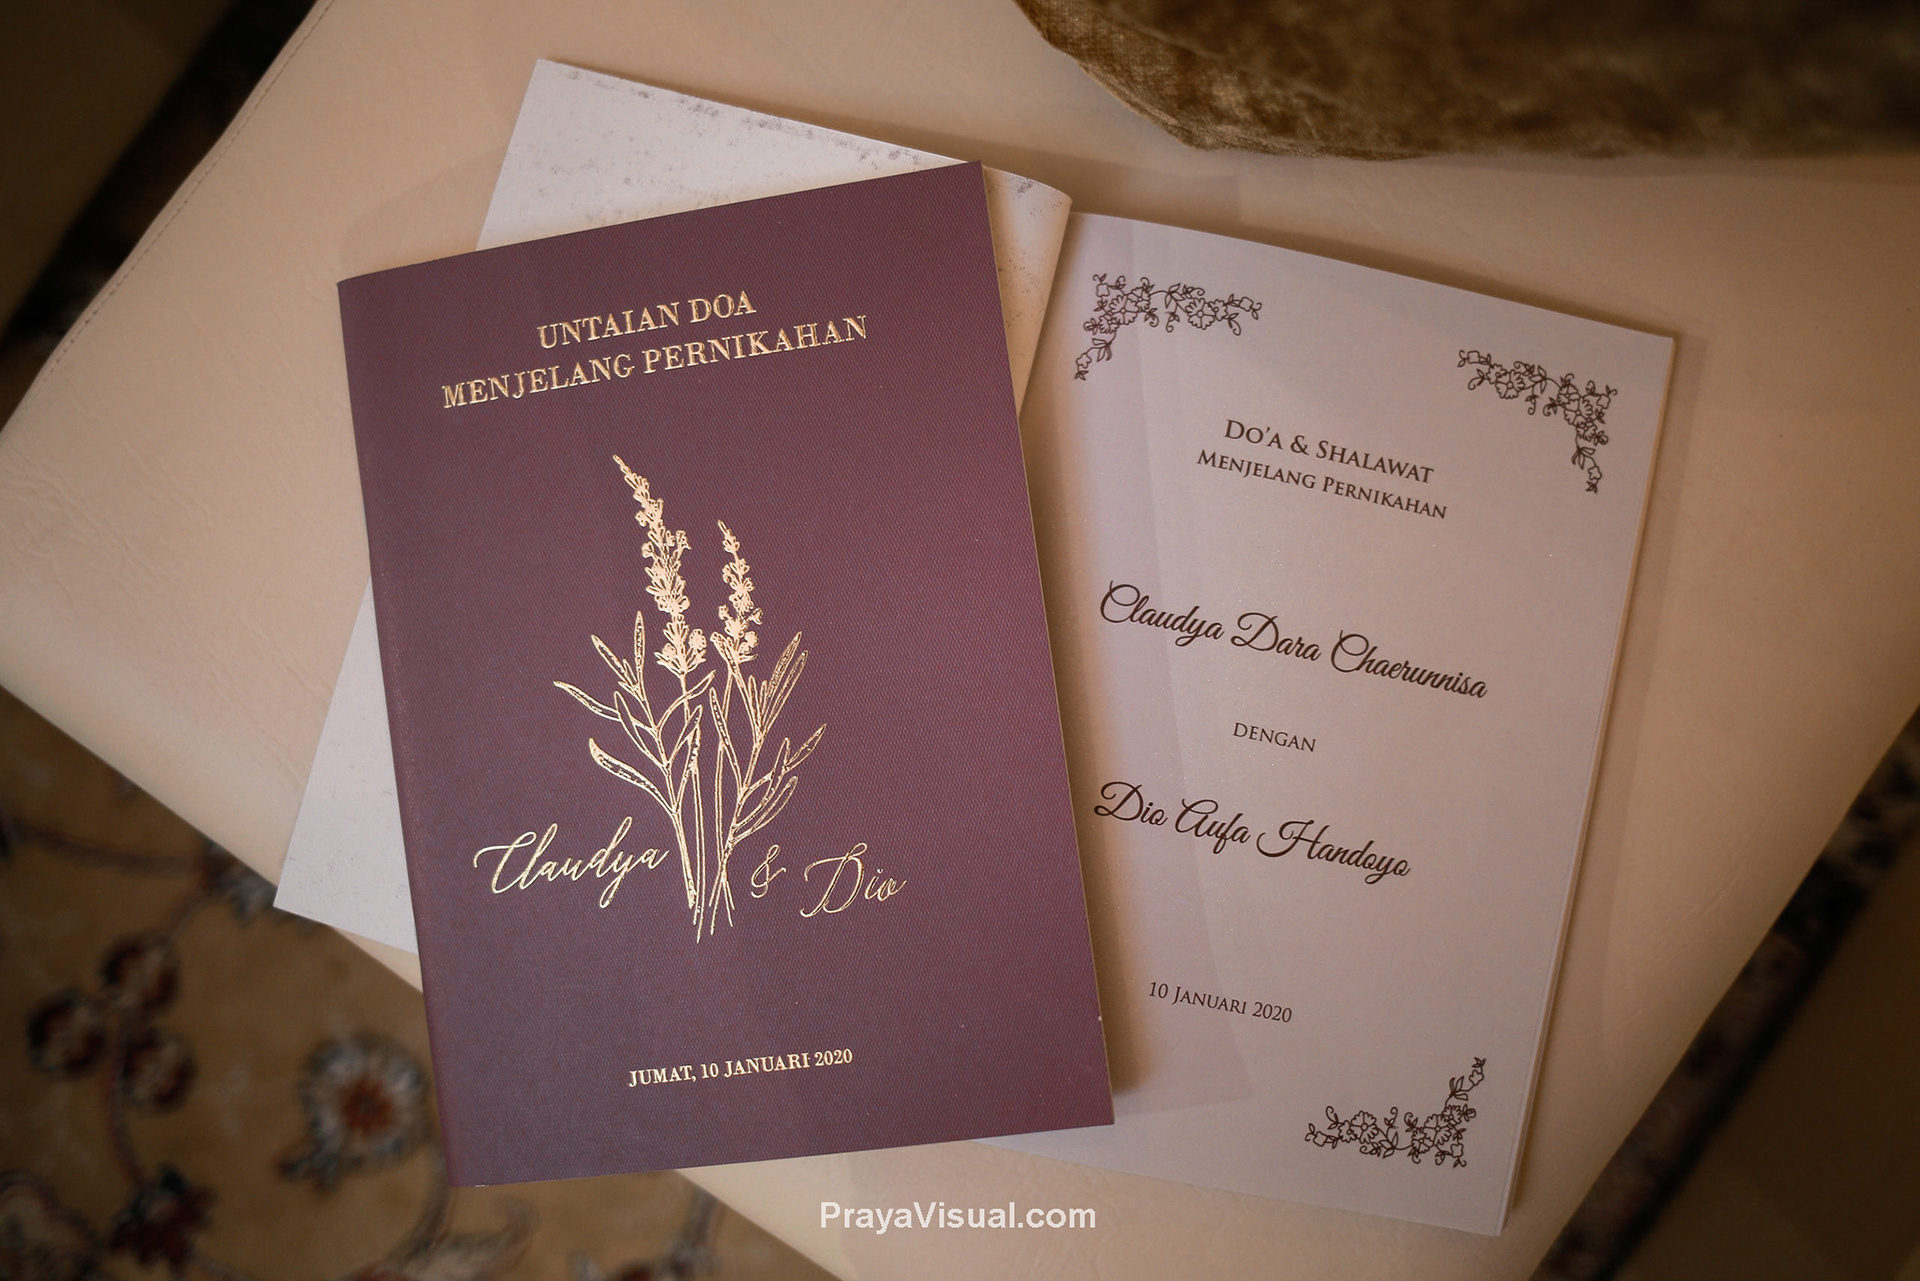 UNTAIAN DOA
MENJELANG PERNIKAHAN
Claudya & Dio
JUMAT, 10 JANUARI 2020
Do'a & Shalawat
Menjelang Pernikahan
Claudya Dara Chaerunnisa
DENGAN
Dio Aufa Handoyo
10 Januari 2020
PrayaVisual.com